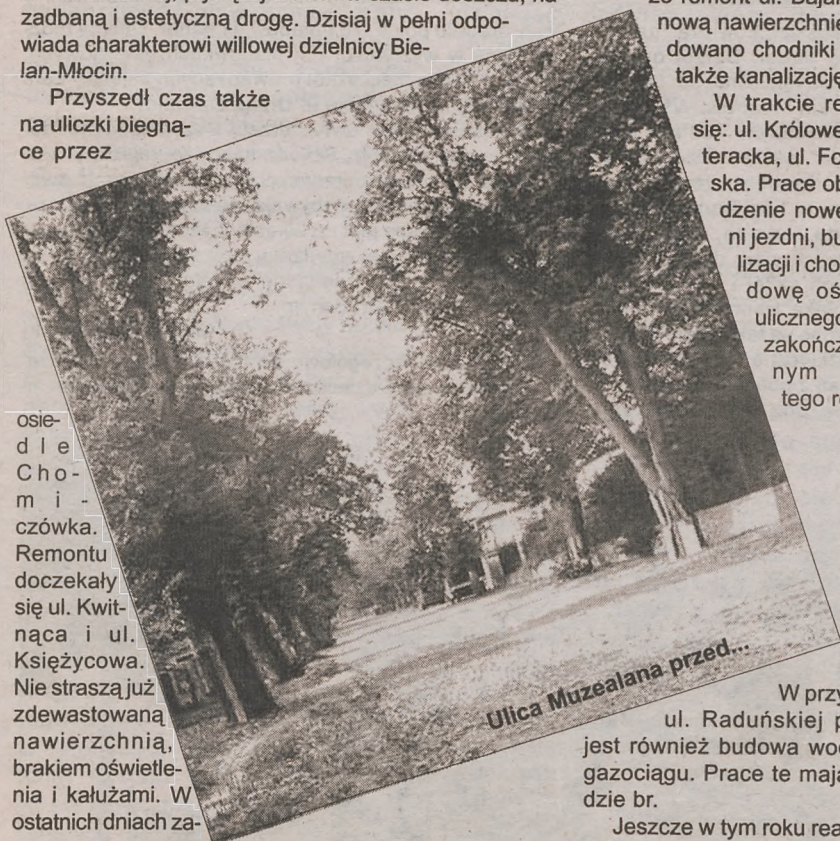 zadbaną i estetyczną drogę. Dzisiaj w pełni odpo-
wiada charakterowi willowej dzielnicy Bie-
lan-Młocin.
Przyszedł czas także
na uliczki biegną-
ce przez
osie-
dle
Cho-
mi-
czówka.
Remontu
doczekały
się ul. Kwit-
nąca i ul.
Księżycowa.
Nie straszą już
zdewastowaną
nawierzchnią,
brakiem oświetle-
nia i kałużami. W
ostatnich dniach za-
Ulica Muzealana przed...
nową nawierzchnię
dowano chodniki
także kanalizację
W trakcie re
się: ul. Królowe
teracka, ul. Fo
ska. Prace ob
dzenie nowe
ni jezdni, bu
lizacji i cho
dowę oś
ulicznego
zakończ
nym
tego r
W przy
ul. Raduńskiej p
jest również budowa wo
gazociągu. Prace te mają
dzie br.
Jeszcze w tym roku rea